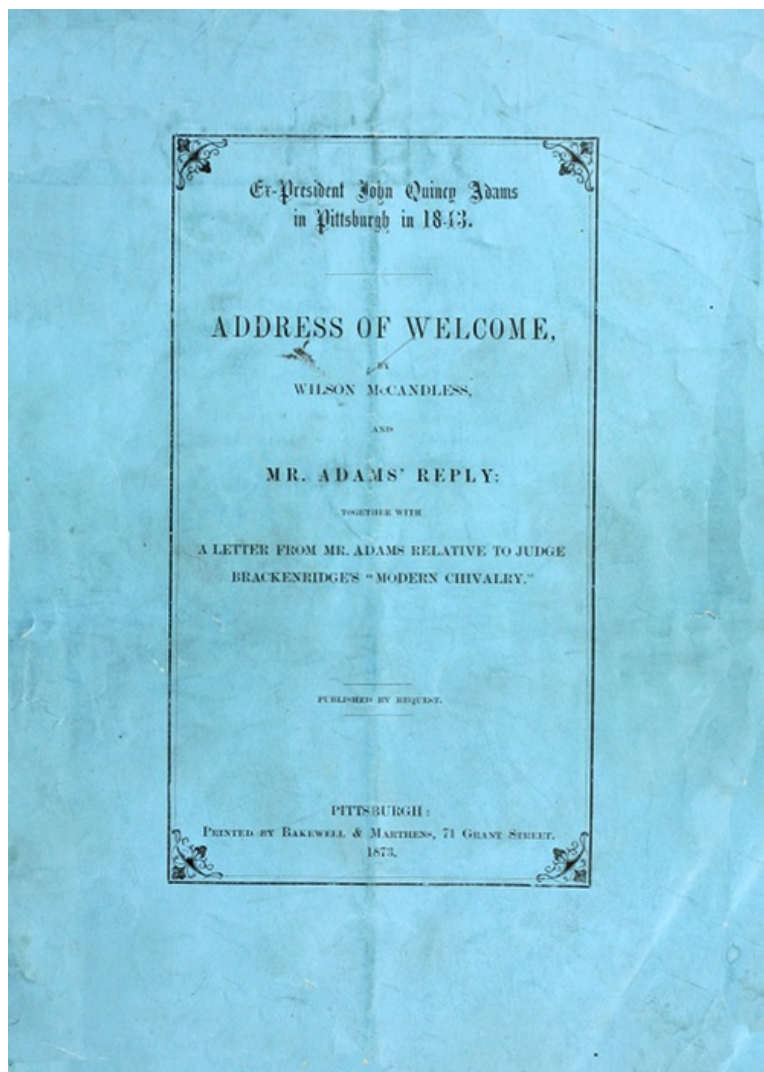 Ex-President John Quincy Adams
in Pittsburgh in 1843.
ADDRESS OF WELCOME,
BY
WILSON McCANDLESS,
AND
MR. ADAMS' REPLY:
TOGETHER WITH
A LETTER FROM MR. ADAMS RELATIVE TO JUDGE
BRACKENRIDGE'S "MODERN CHIVALRY."
PUBLISHED BY REQUEST.
PITTSBURGH:
PRINTED BY BAKEWELL & MARTHENS, 71 GRANT STREET.
1873.